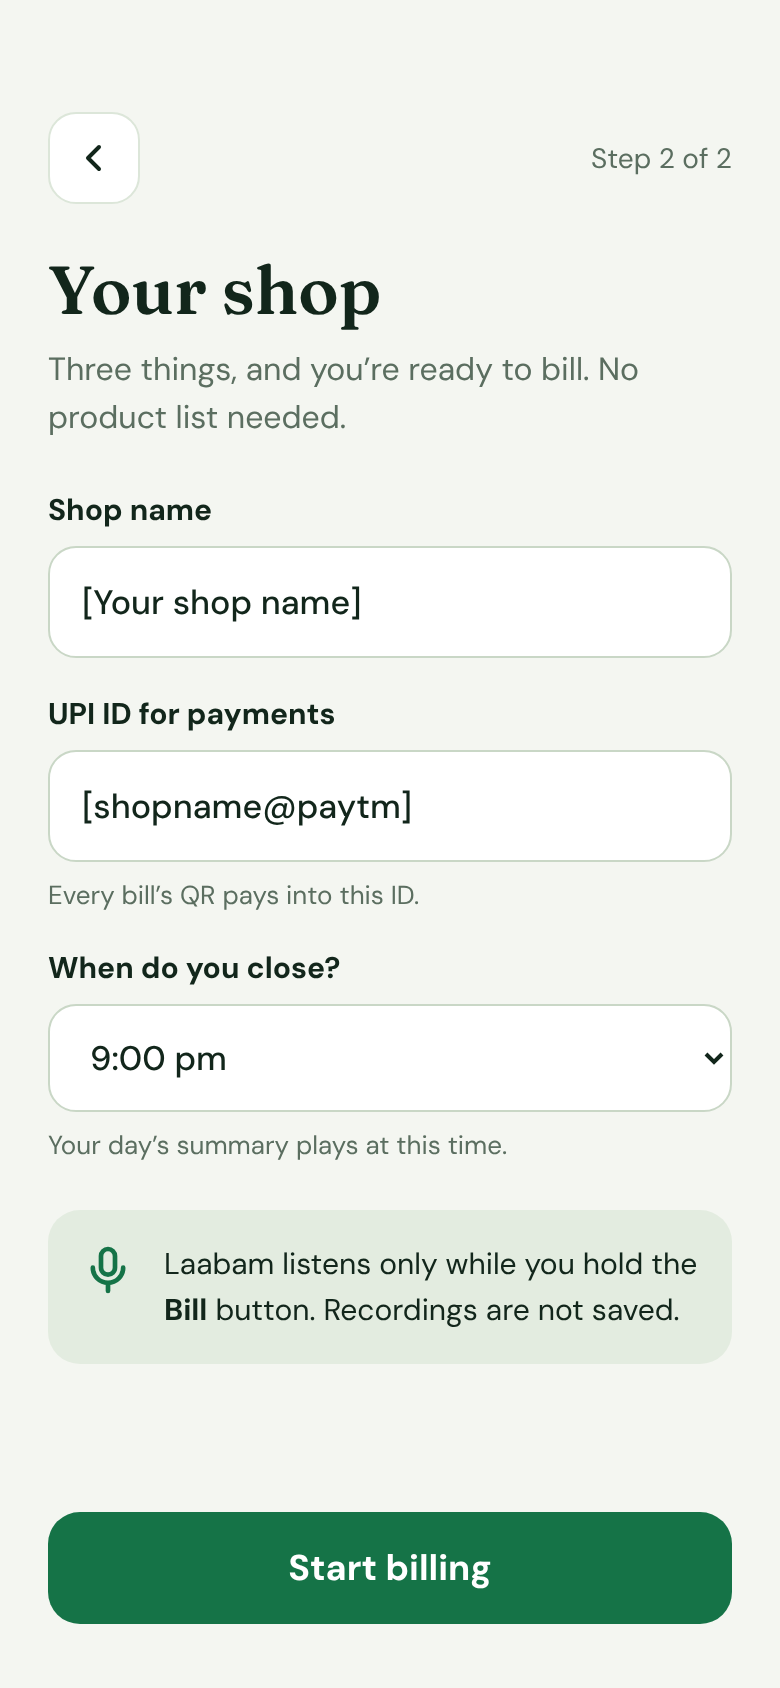 Step 2 of 2
Your shop
Three things, and you’re ready to bill. No
product list needed.
Shop name
[Your shop name]
UPI ID for payments
[shopname@paytm]
Every bill’s QR pays into this ID.
When do you close?
9:00 pm
Your day’s summary plays at this time.
Laabam listens only while you hold the
Bill button. Recordings are not saved.
Start billing